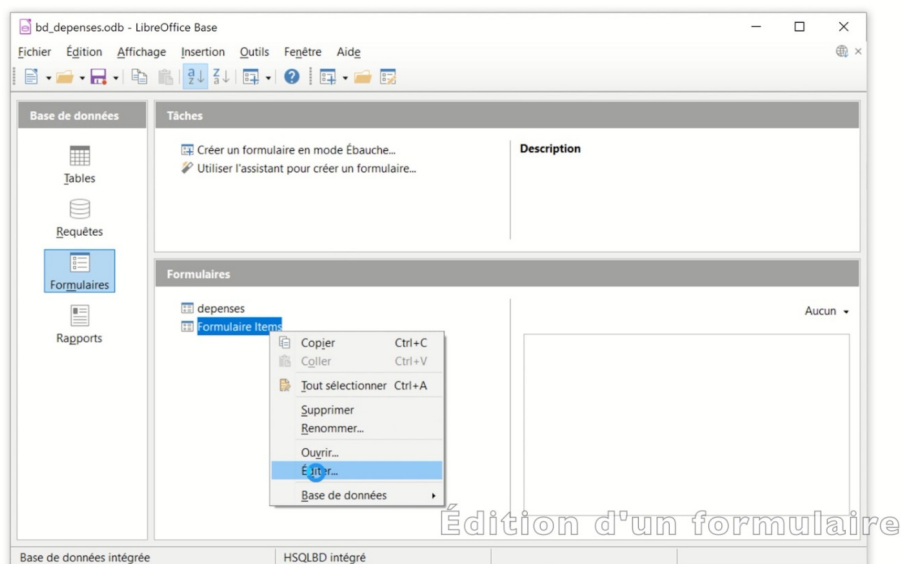 bd_depenses.odb - LibreOffice Base
Fichier Édition Affichage Insertion Outils Fenêtre Aide
Base de données
Tables
Requêtes
Formulaires
Rapports
Tâches
Créer un formulaire en mode Ébauche...
Utiliser l'assistant pour créer un formulaire...
Description
Formulaires
depenses
Formulaire Items
Aucun
Copier Ctrl+C
Coller Ctrl+V
Tout sélectionner Ctrl+A
Supprimer
Renommer...
Ouvrir...
Éditer...
Base de données
Édition d'un formulaire
Base de données intégrée
HSQLBD intégré